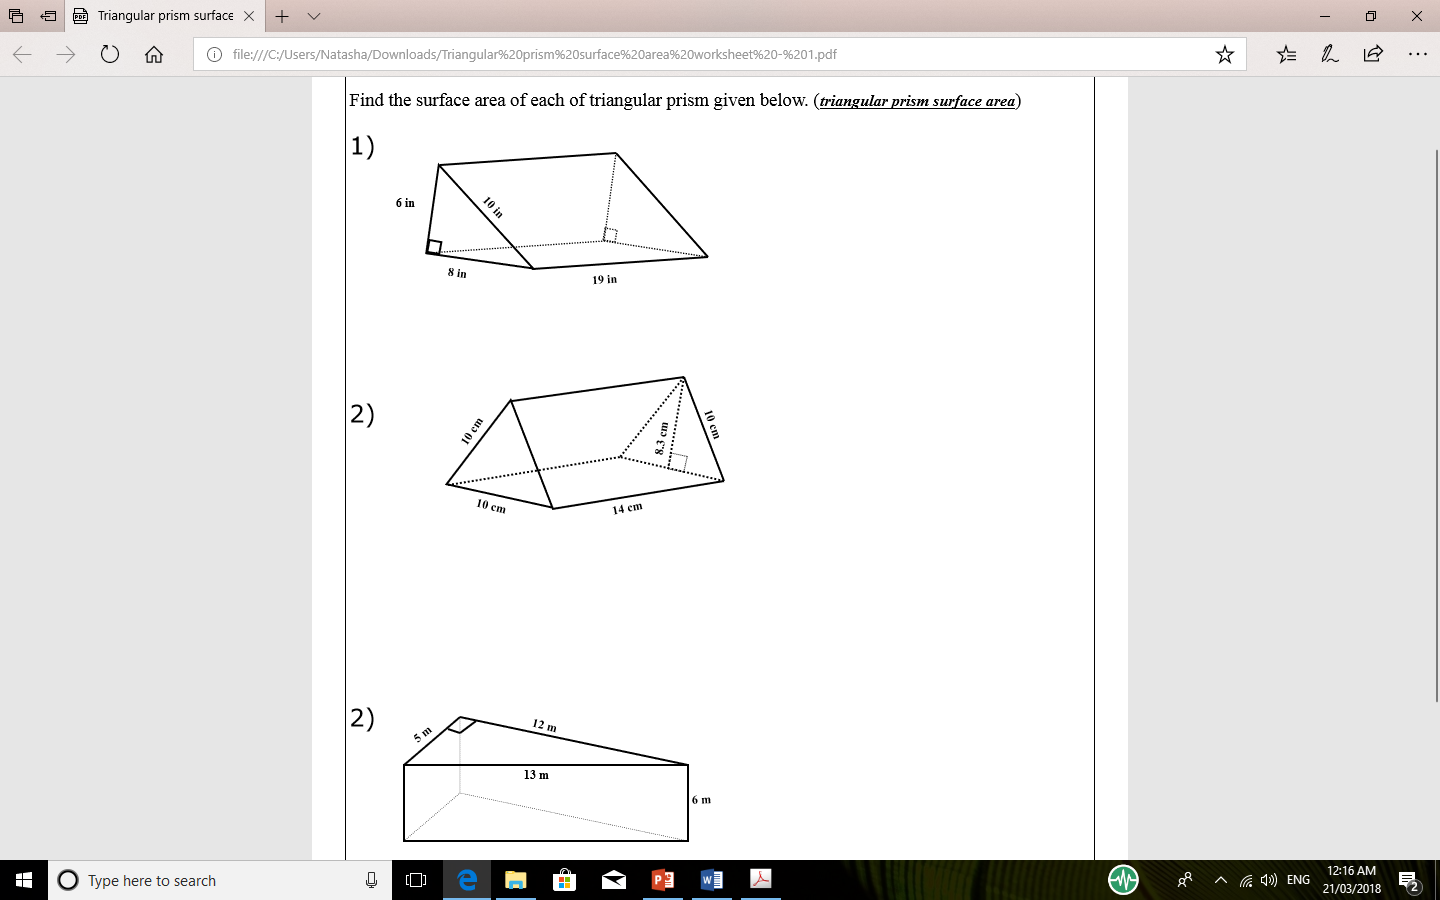 Triangular prism surface
file:///C:/Users/Natasha/Downloads/Triangular%20prism%20surface%20area%20worksheet%20-%201.pdf
Find the surface area of each of triangular prism given below. (triangular prism surface area)
1)
6 in
10 in
8 in
19 in
2)
10 cm
8.3 cm
10 cm
10 cm
14 cm
2)
5 m
12 m
13 m
6 m
Type here to search
ENG
12:16 AM
21/03/2018
2